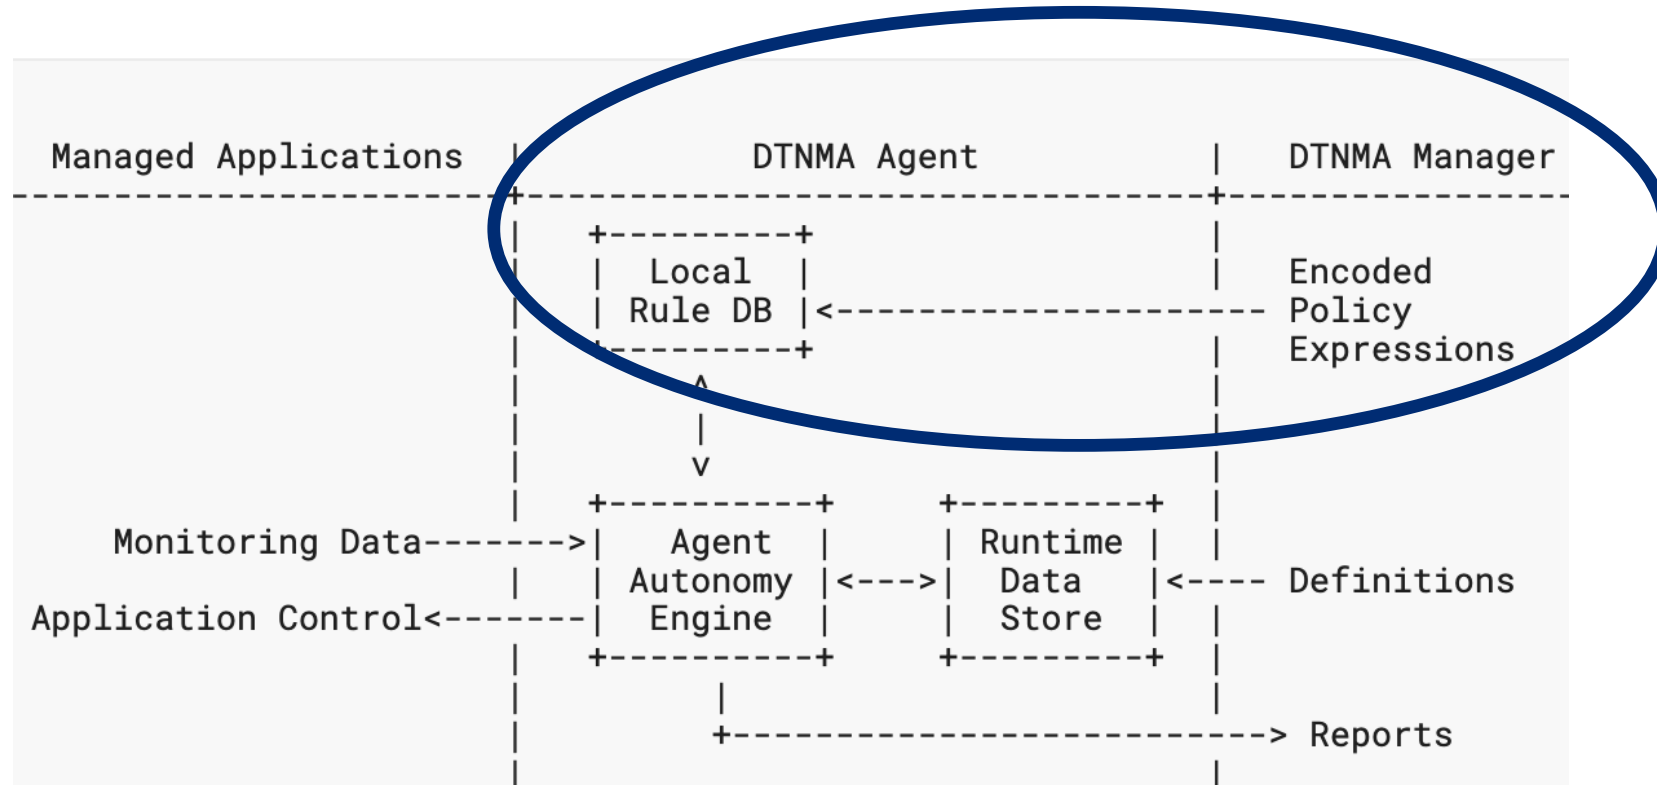 Managed Applications | DTNMA Agent | DTNMA Manager
Local
Rule DB
Encoded
Policy
Expressions
Monitoring Data
Application Control
Agent
Autonomy
Engine
Runtime
Data
Store
Definitions
Reports